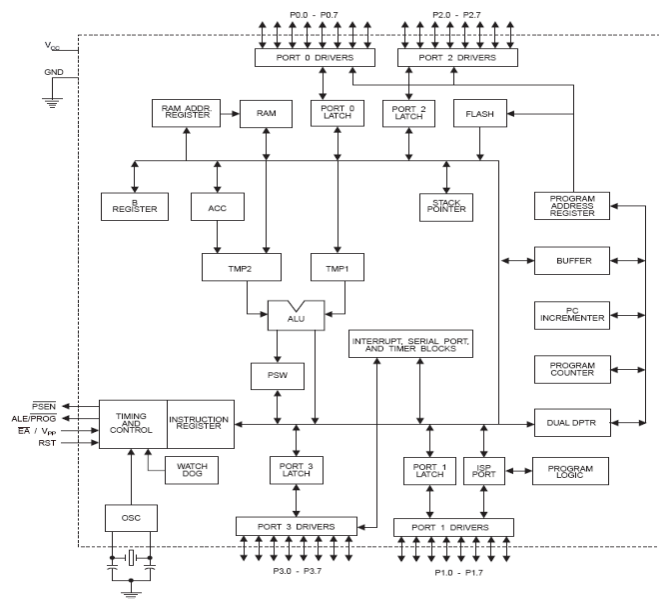 P0.0 - P0.7
P2.0 - P2.7
VCC
PORT 0 DRIVERS
PORT 2 DRIVERS
GND
RAM ADDR.
REGISTER
RAM
PORT 0
LATCH
PORT 2
LATCH
FLASH
B
REGISTER
ACC
STACK
POINTER
PROGRAM
ADDRESS
REGISTER
BUFFER
TMP2
TMP1
ALU
PC
INCREMENTER
INTERRUPT, SERIAL PORT,
AND TIMER BLOCKS
PSW
PROGRAM
COUNTER
PSEN
ALE/PROG
EA / VPP
RST
TIMING
AND
CONTROL
INSTRUCTION
REGISTER
DUAL DPTR
WATCH
DOG
PORT 3
LATCH
PORT 1
LATCH
ISP
PORT
PROGRAM
LOGIC
OSC
PORT 3 DRIVERS
PORT 1 DRIVERS
P3.0 - P3.7
P1.0 - P1.7